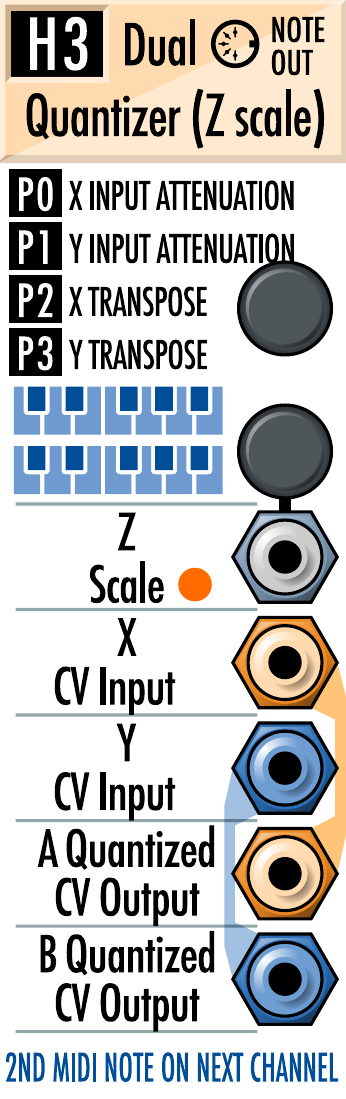 H3 Dual NOTE OUT
Quantizer (Z scale)
P0 X INPUT ATTENUATION
P1 Y INPUT ATTENUATION
P2 X TRANSPOSE
P3 Y TRANSPOSE
Z
Scale
X
CV Input
Y
CV Input
A Quantized
CV Output
B Quantized
CV Output
2ND MIDI NOTE ON NEXT CHANNEL